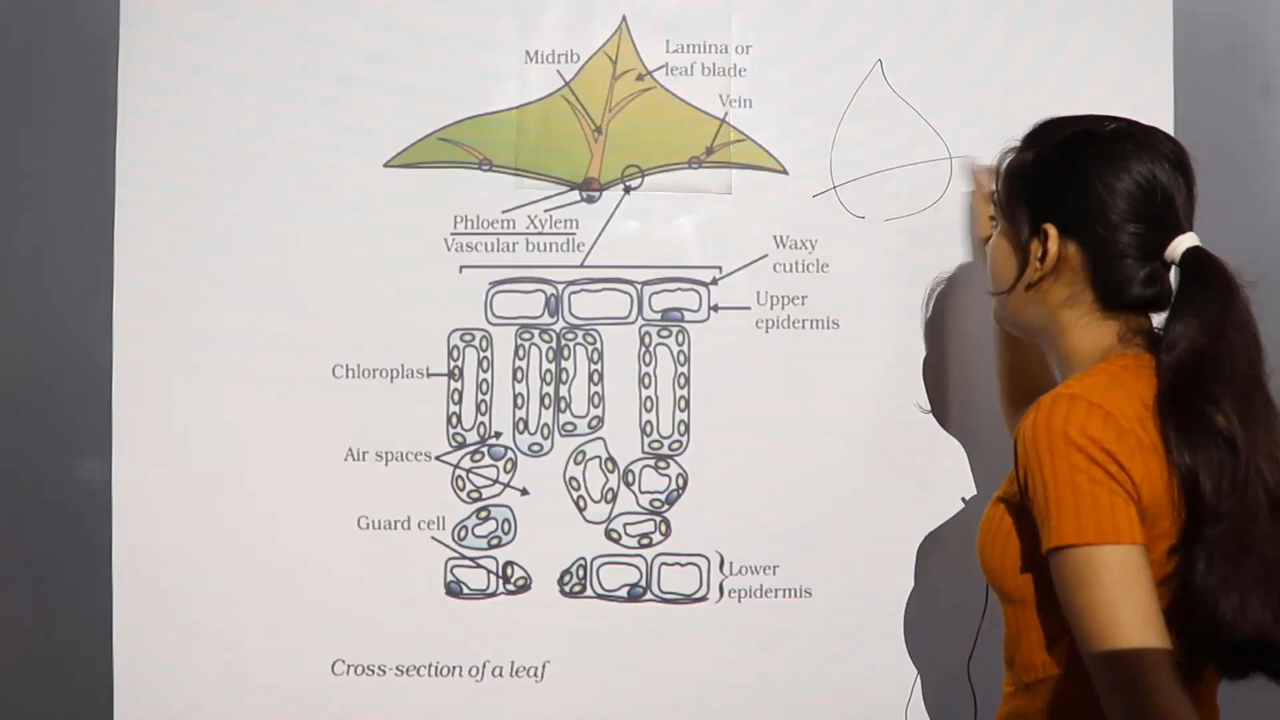 Midrib
Lamina or
leaf blade
Vein
Phloem Xylem
Vascular bundle
Waxy
cuticle
Upper
epidermis
Chloroplast
Air spaces
Guard cell
Lower
epidermis
Cross-section of a leaf